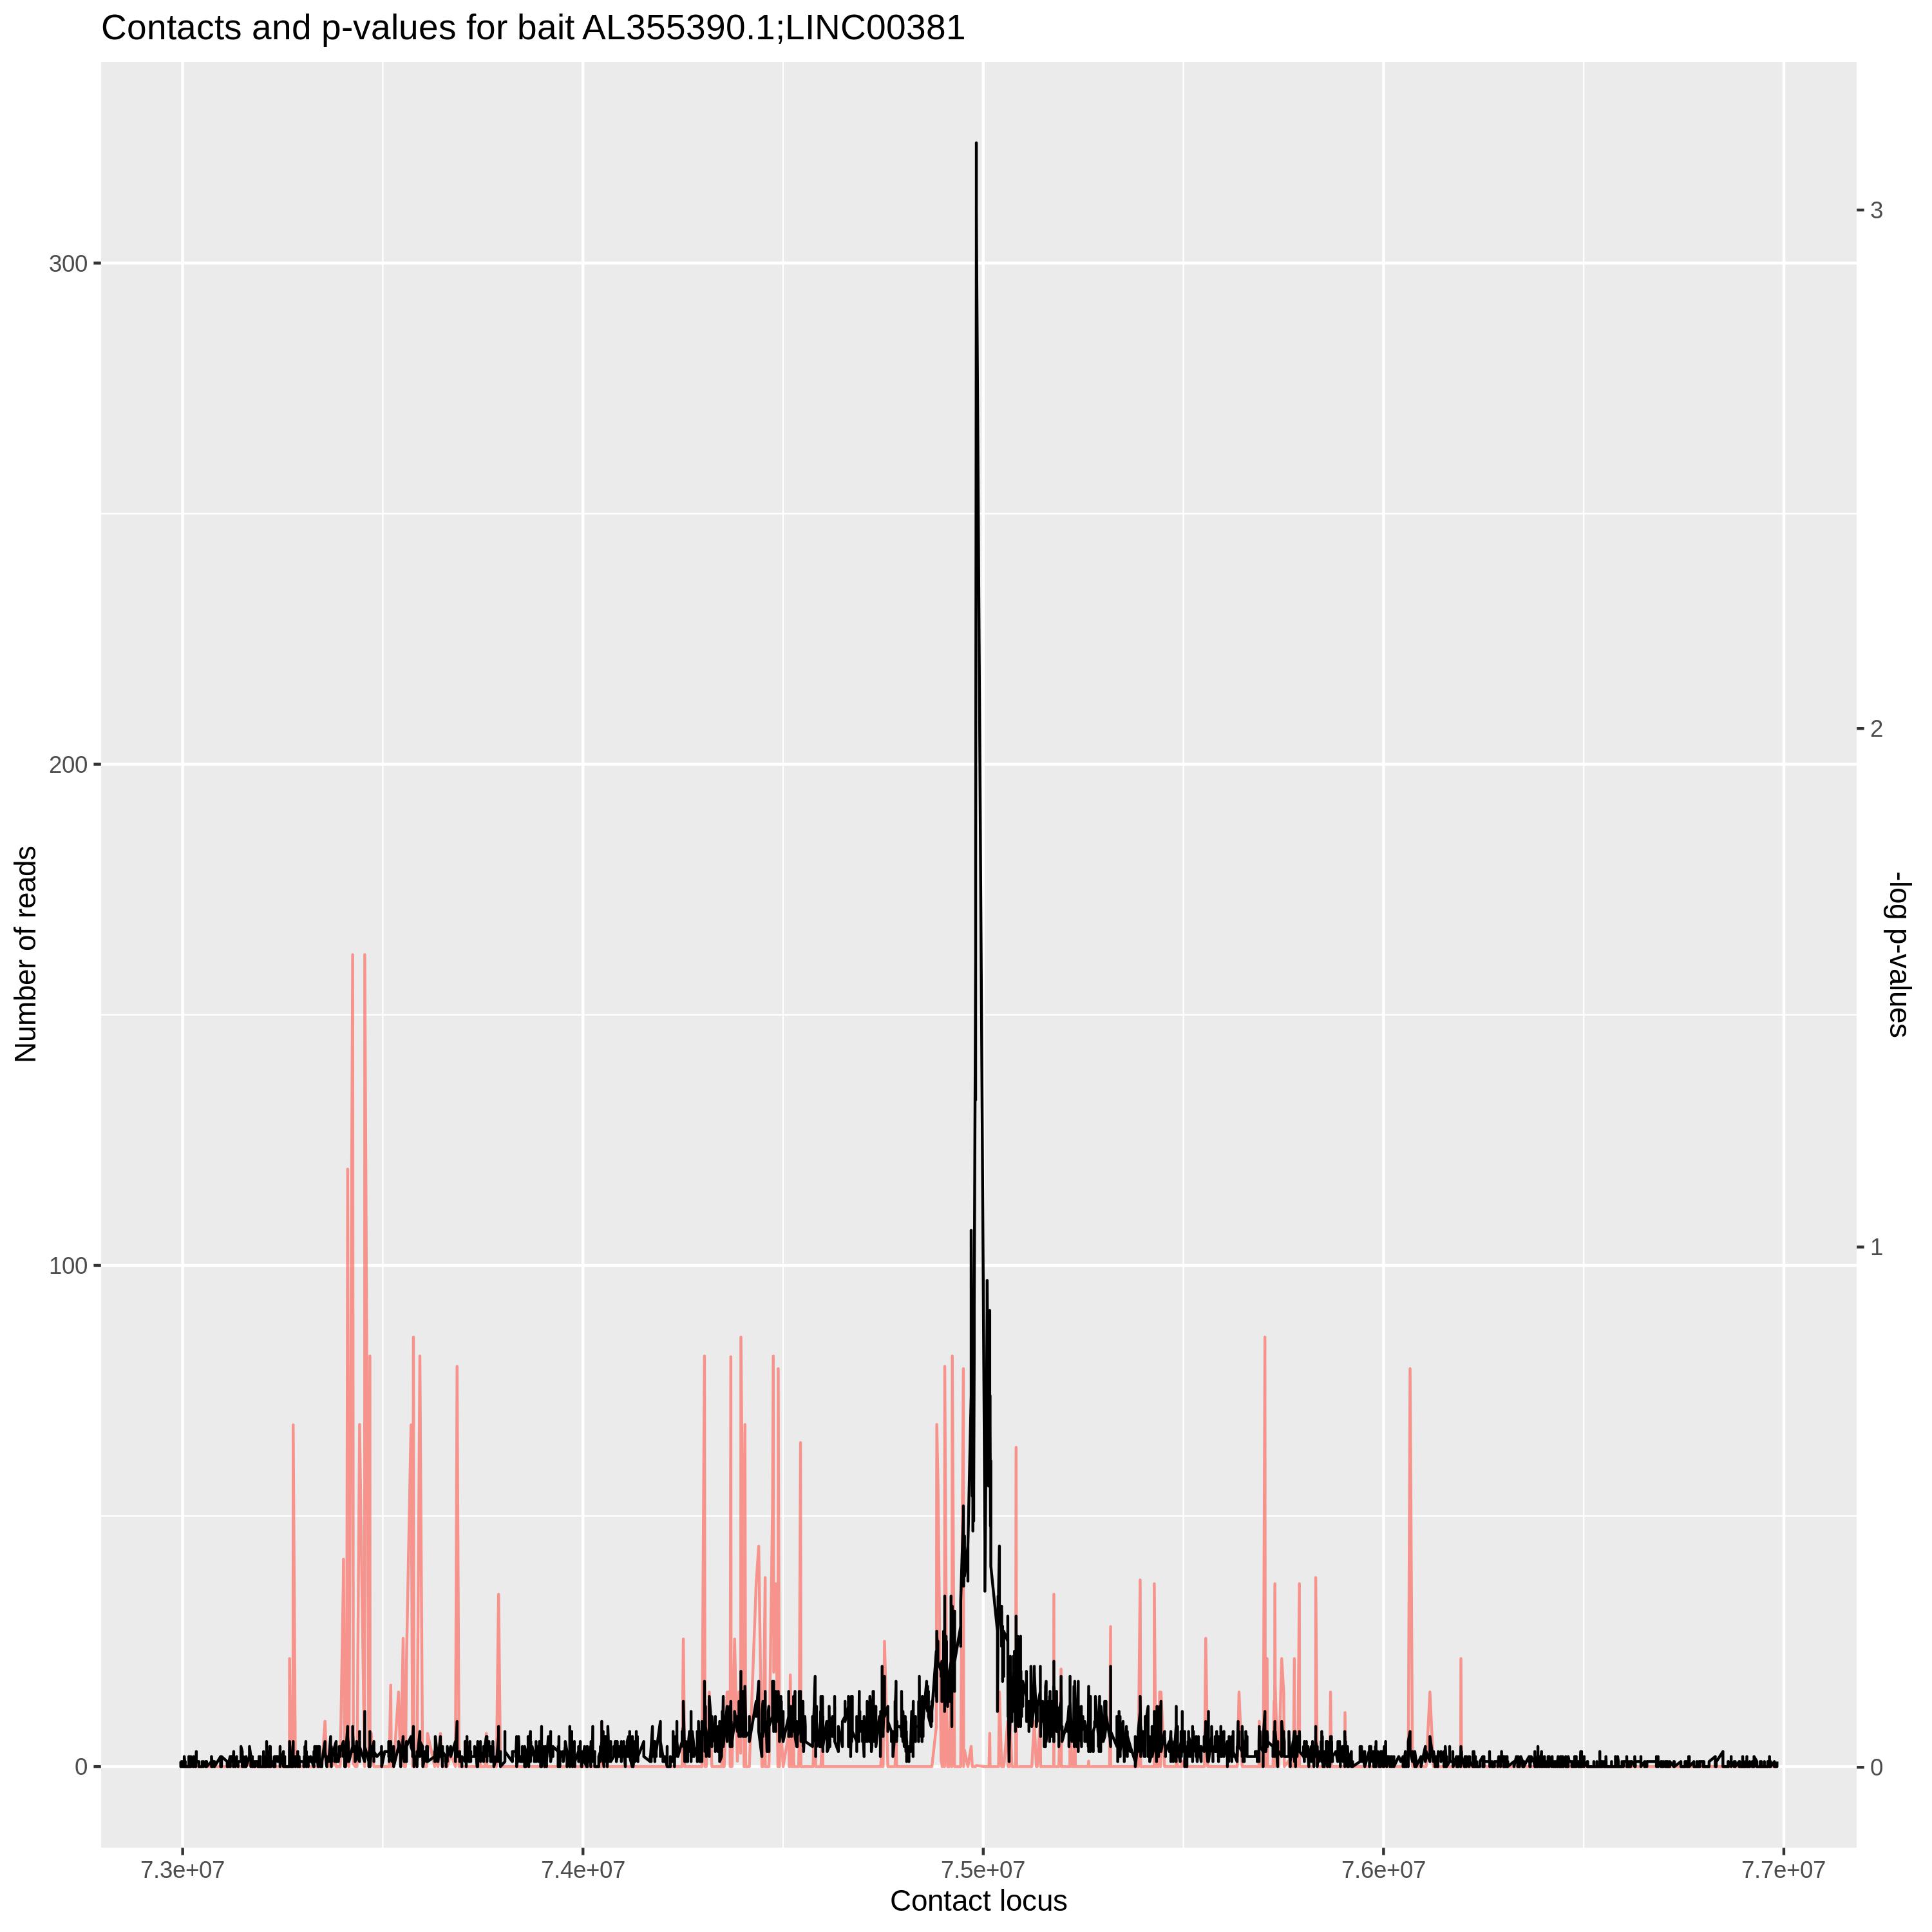 Contacts and p-values for bait AL355390.1;LINC00381
Number of reads
300
200
100
0
3
2
1
0
-log p-values
7.3e+07
7.4e+07
7.5e+07
7.6e+07
7.7e+07
Contact locus